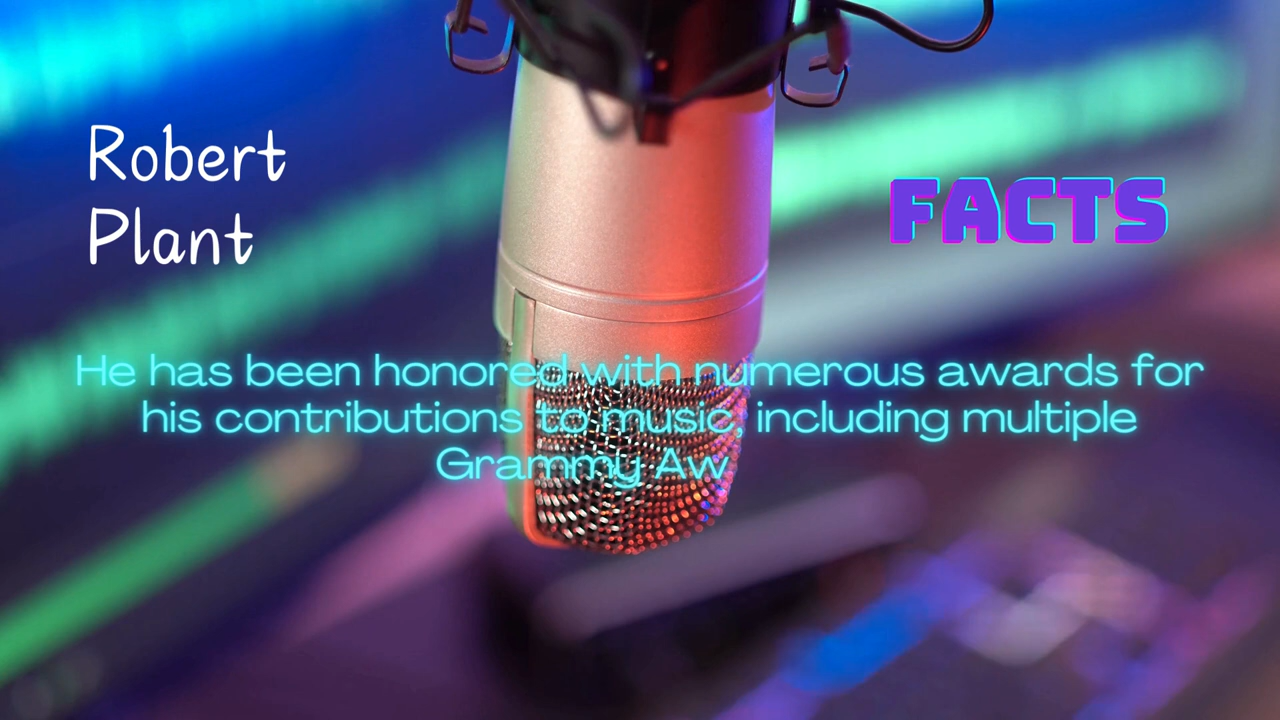 Robert
Plant
FACTS
He has been honored with numerous awards for
his contributions to music, including multiple
Grammy Aw